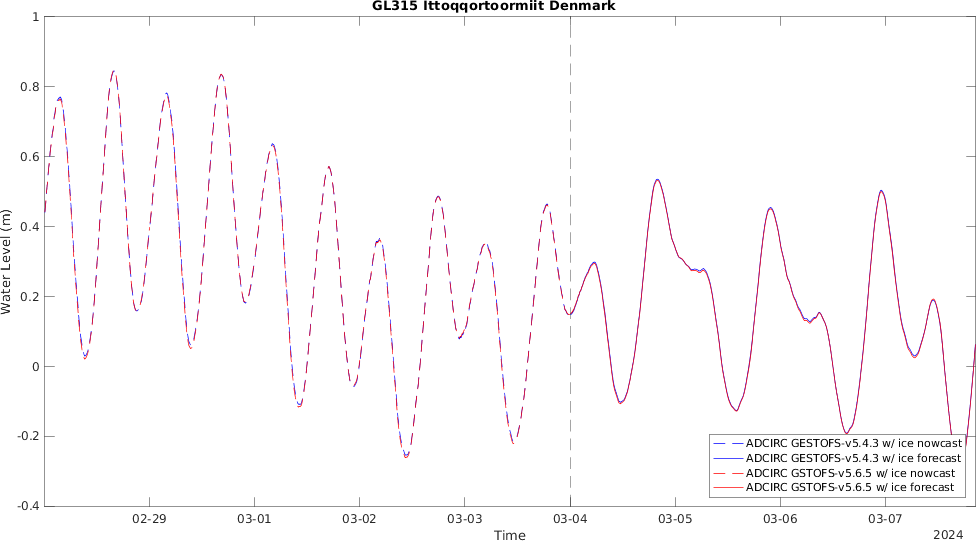 GL315 Ittoqqortoormiit Denmark
Water Level (m)
1
0.8
0.6
0.4
0.2
0
-0.2
-0.4
02-29 03-01 03-02 03-03 03-04 03-05 03-06 03-07
Time
2024
ADCIRC GESTOFS-v5.4.3 w/ ice nowcast
ADCIRC GESTOFS-v5.4.3 w/ ice forecast
ADCIRC GSTOFS-v5.6.5 w/ ice nowcast
ADCIRC GSTOFS-v5.6.5 w/ ice forecast